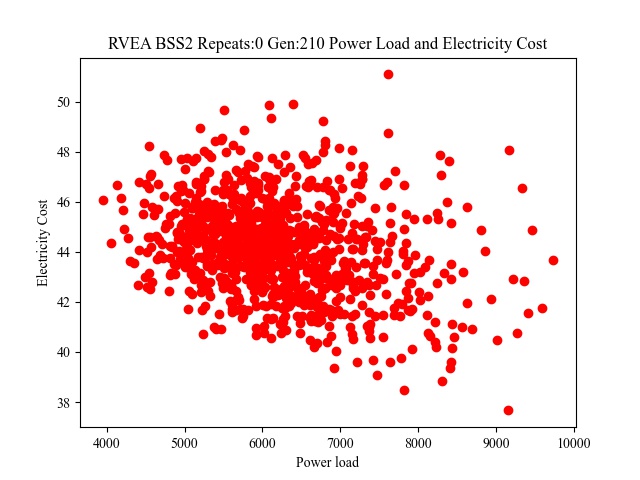 RVEA BSS2 Repeats:0 Gen:210 Power Load and Electricity Cost
50
48
46
44
42
40
38
Electricity Cost
4000 5000 6000 7000 8000 9000 10000
Power load